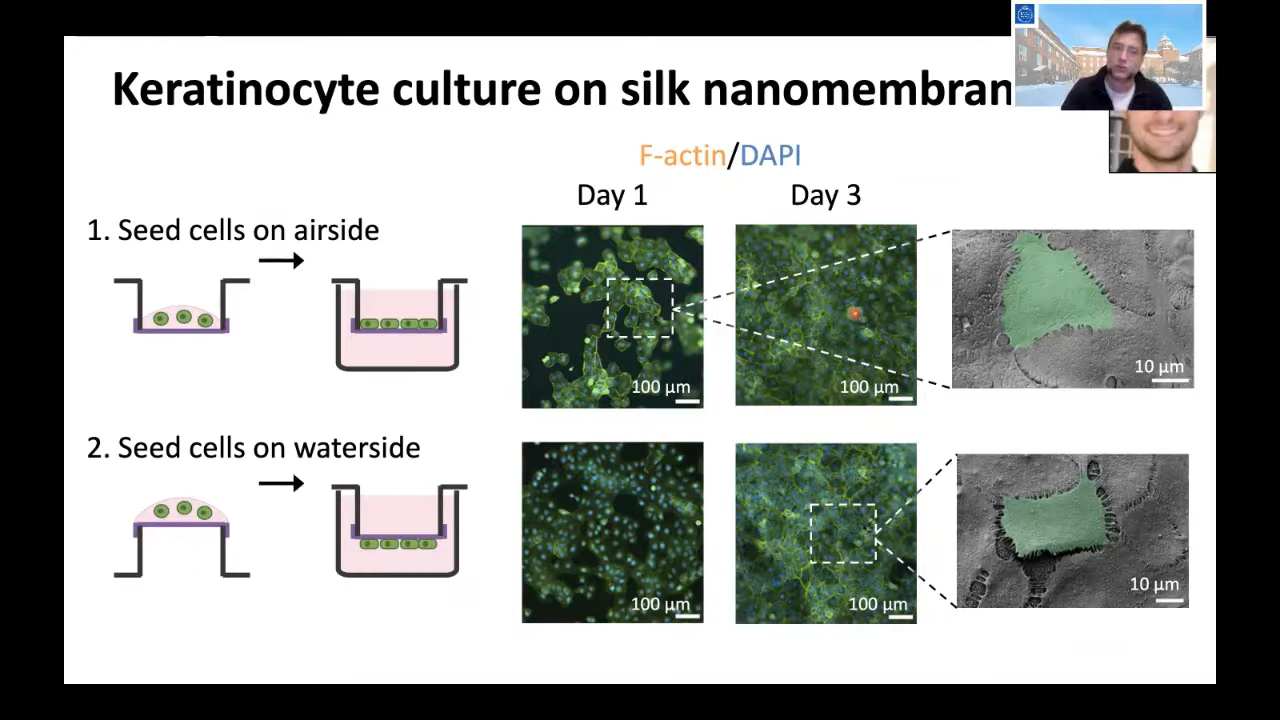 Keratinocyte culture on silk nanomembran
F-actin/DAPI
Day 1
Day 3
1. Seed cells on airside
100 µm
100 µm
10 µm
2. Seed cells on waterside
100 µm
100 µm
10 µm